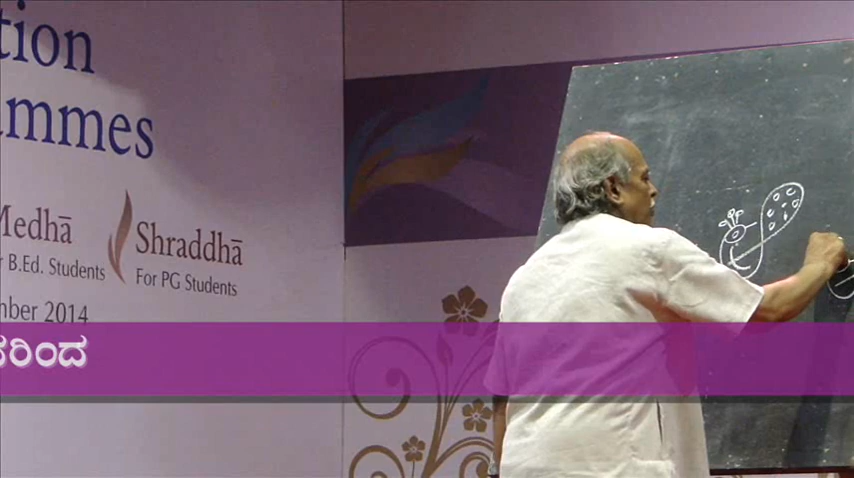 tion
ammes
Medhā
Shraddhā
r B.Ed. Students
For PG Students
mber 2014
ರಿಂದ